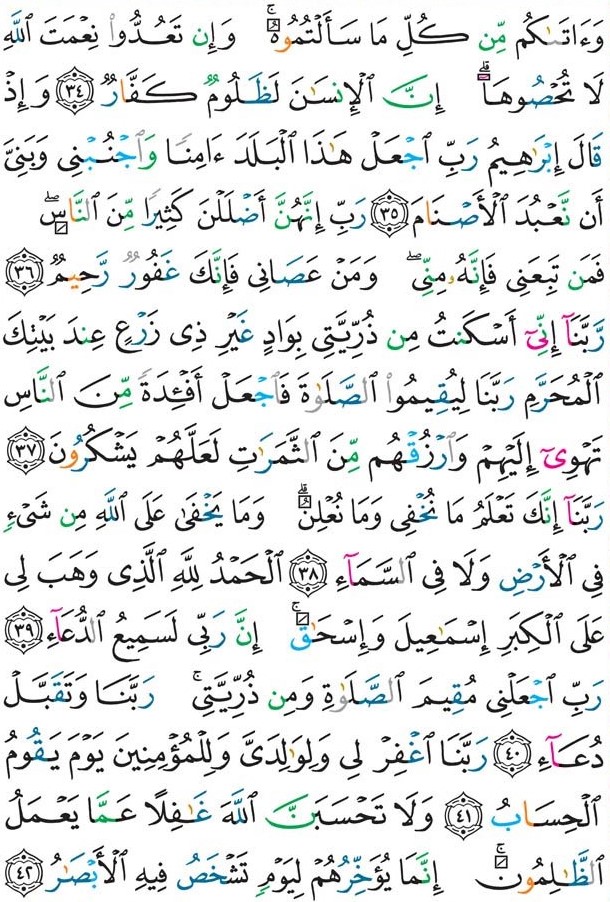 وَءَاتَىٰكُم مِّن كُلِّ مَا سَأَلْتُمُوهُ ۚ وَإِن تَعُدُّوا۟ نِعْمَتَ ٱللَّهِ
لَا تُحْصُوهَآ ۗ إِنَّ ٱلْإِنسَٰنَ لَظَلُومٌ كَفَّارٌ ﴿٣٤﴾ وَإِذْ
قَالَ إِبْرَٰهِيمُ رَبِّ ٱجْعَلْ هَٰذَا ٱلْبَلَدَ ءَامِنًا وَٱجْنُبْنِى وَبَنِىَّ
أَن نَّعْبُدَ ٱلْأَصْنَامَ ﴿٣٥﴾ رَبِّ إِنَّهُنَّ أَضْلَلْنَ كَثِيرًا مِّنَ ٱلنَّاسِ ۖ
فَمَن تَبِعَنِى فَإِنَّهُۥ مِنِّى ۖ وَمَنْ عَصَانِى فَإِنَّكَ غَفُورٌ رَّحِيمٌ ﴿٣٦﴾
رَّبَّنَآ إِنِّىٓ أَسْكَنتُ مِن ذُرِّيَّتِى بِوَادٍ غَيْرِ ذِى زَرْعٍ عِندَ بَيْتِكَ
ٱلْمُحَرَّمِ رَبَّنَا لِيُقِيمُوا۟ ٱلصَّلَوٰةَ فَٱجْعَلْ أَفْـِٔدَةً مِّنَ ٱلنَّاسِ
تَهْوِىٓ إِلَيْهِمْ وَٱرْزُقْهُم مِّنَ ٱلثَّمَرَٰتِ لَعَلَّهُمْ يَشْكُرُونَ ﴿٣٧﴾
رَبَّنَآ إِنَّكَ تَعْلَمُ مَا نُخْفِى وَمَا نُعْلِنُ ۗ وَمَا يَخْفَىٰ عَلَى ٱللَّهِ مِن شَىْءٍ
فِى ٱلْأَرْضِ وَلَا فِى ٱلسَّمَآءِ ﴿٣٨﴾ ٱلْحَمْدُ لِلَّهِ ٱلَّذِى وَهَبَ لِى
عَلَى ٱلْكِبَرِ إِسْمَٰعِيلَ وَإِسْحَٰقَ ۚ إِنَّ رَبِّى لَسَمِيعُ ٱلدُّعَآءِ ﴿٣٩﴾
رَبِّ ٱجْعَلْنِى مُقِيمَ ٱلصَّلَوٰةِ وَمِن ذُرِّيَّتِى ۚ رَبَّنَا وَتَقَبَّلْ
دُعَآءِ ﴿٤٠﴾ رَبَّنَا ٱغْفِرْ لِى وَلِوَٰلِدَىَّ وَلِلْمُؤْمِنِينَ يَوْمَ يَقُومُ
ٱلْحِسَابُ ﴿٤١﴾ وَلَا تَحْسَبَنَّ ٱللَّهَ غَٰفِلًا عَمَّا يَعْمَلُ
ٱلظَّٰلِمُونَ ۚ إِنَّمَا يُؤَخِّرُهُمْ لِيَوْمٍ تَشْخَصُ فِيهِ ٱلْأَبْصَٰرُ ﴿٤٢﴾